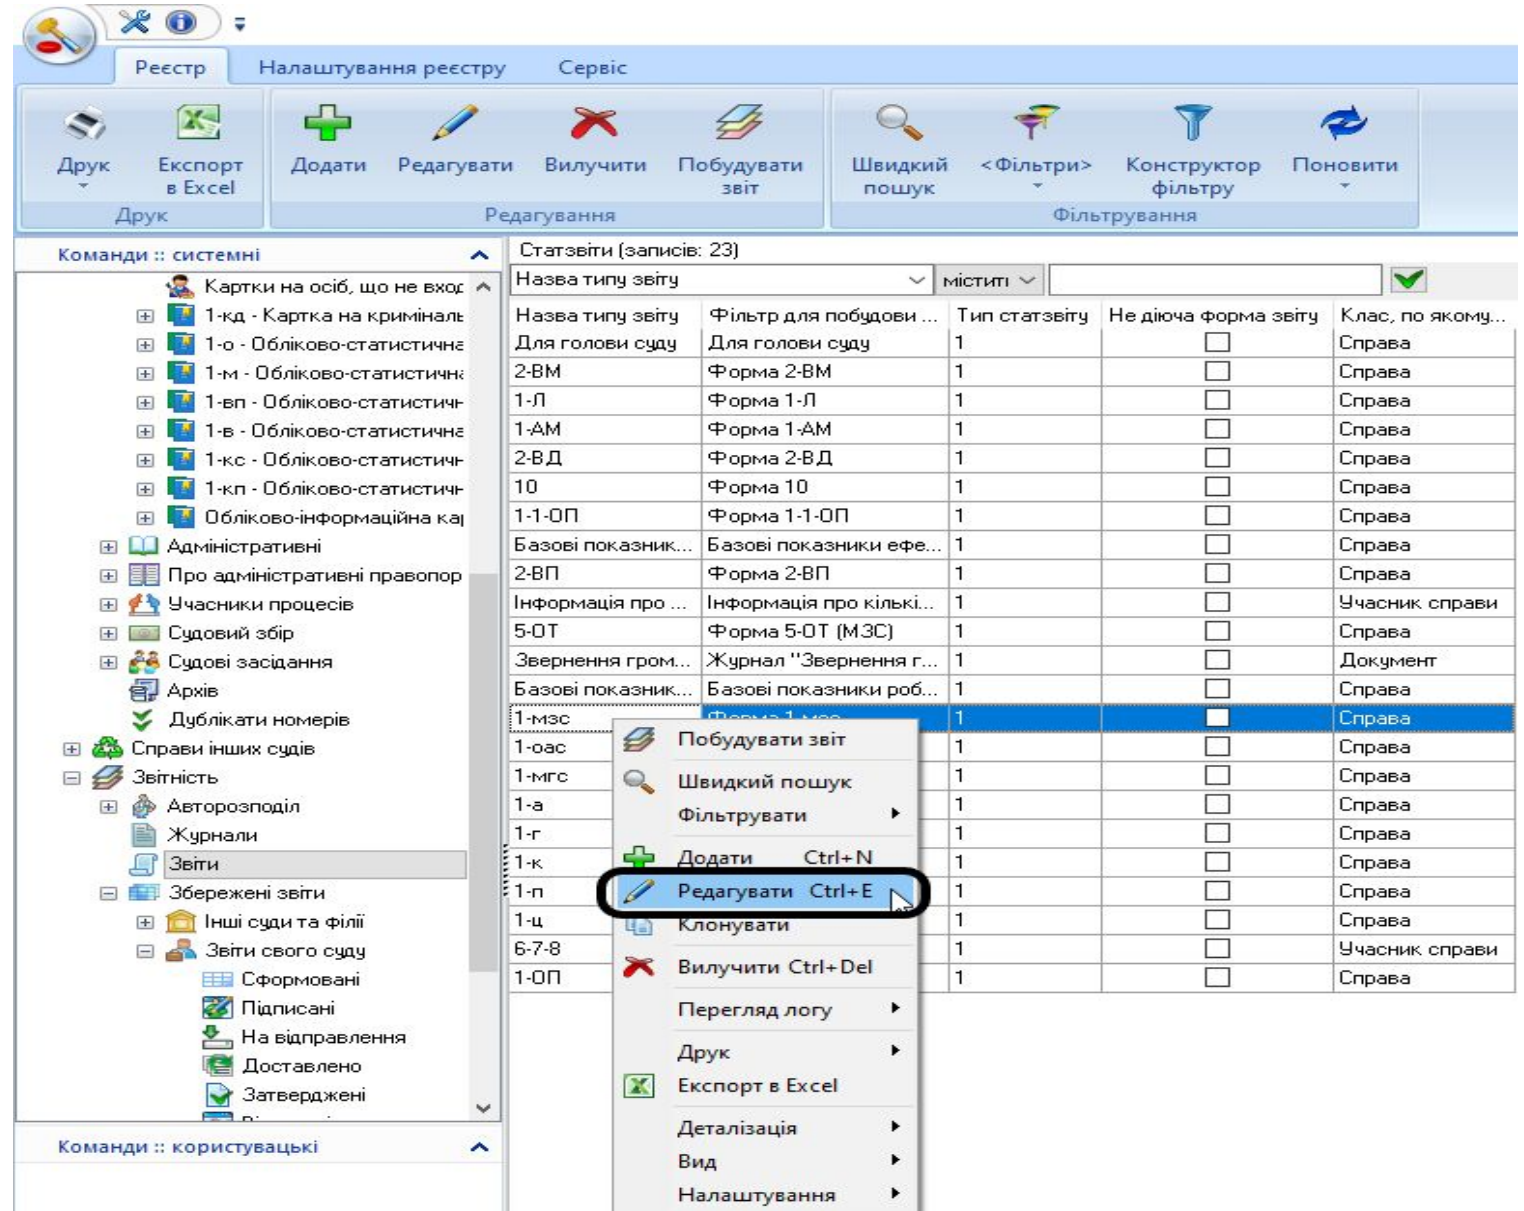 Реєстр Налаштування реєстру Сервіс
Друк Експорт в Excel Додати Редагувати Вилучити Побудувати звіт Швидкий пошук <Фільтри> Конструктор фільтру Поновити
Друк Редагування Фільтрування
Команди :: системні
Картки на осіб, що не вход
1-кд - Картка на криміналь
1-о - Обліково-статистична
1-м - Обліково-статистична
1-вп - Обліково-статистичн
1-в - Обліково-статистична
1-кс - Обліково-статистичн
1-кп - Обліково-статистичн
Обліково-інформаційна кар
Адміністративні
Про адміністративні правопор
Учасники процесів
Судовий збір
Судові засідання
Архів
Дублікати номерів
Справи інших судів
Звітність
Авторозподіл
Журнали
Звіти
Збережені звіти
Інші суди та філії
Звіти свого суду
Сформовані
Підписані
На відправлення
Доставлено
Затверджені
Команди :: користувацькі
Статзвіти (записів: 23)
Назва типу звіту містити
Назва типу звіту Фільтр для побудови ... Тип статзвіту Не діюча форма звіту Клас, по якому...
Для голови суду Для голови суду 1 Справа
2-ВМ Форма 2-ВМ 1 Справа
1-Л Форма 1-Л 1 Справа
1-АМ Форма 1-АМ 1 Справа
2-ВД Форма 2-ВД 1 Справа
10 Форма 10 1 Справа
1-1-ОП Форма 1-1-ОП 1 Справа
Базові показник... Базові показники ефе... 1 Справа
2-ВП Форма 2-ВП 1 Справа
Інформація про ... Інформація про кількі... 1 Учасник справи
5-ОТ Форма 5-ОТ (МЗС) 1 Справа
Звернення гром... Журнал "Звернення г... 1 Документ
Базові показник... Базові показники роб... 1 Справа
1-мзс Форма 1-мзс 1 Справа
1-оас 1 Справа
1-мгс 1 Справа
1-а 1 Справа
1-г 1 Справа
1-к 1 Справа
1-п 1 Справа
1-ц 1 Справа
6-7-8 1 Учасник справи
1-ОП 1 Справа
Побудувати звіт
Швидкий пошук
Фільтрувати
Додати Ctrl+N
Редагувати Ctrl+E
Клонувати
Вилучити Ctrl+Del
Перегляд логу
Друк
Експорт в Excel
Деталізація
Вид
Налаштування